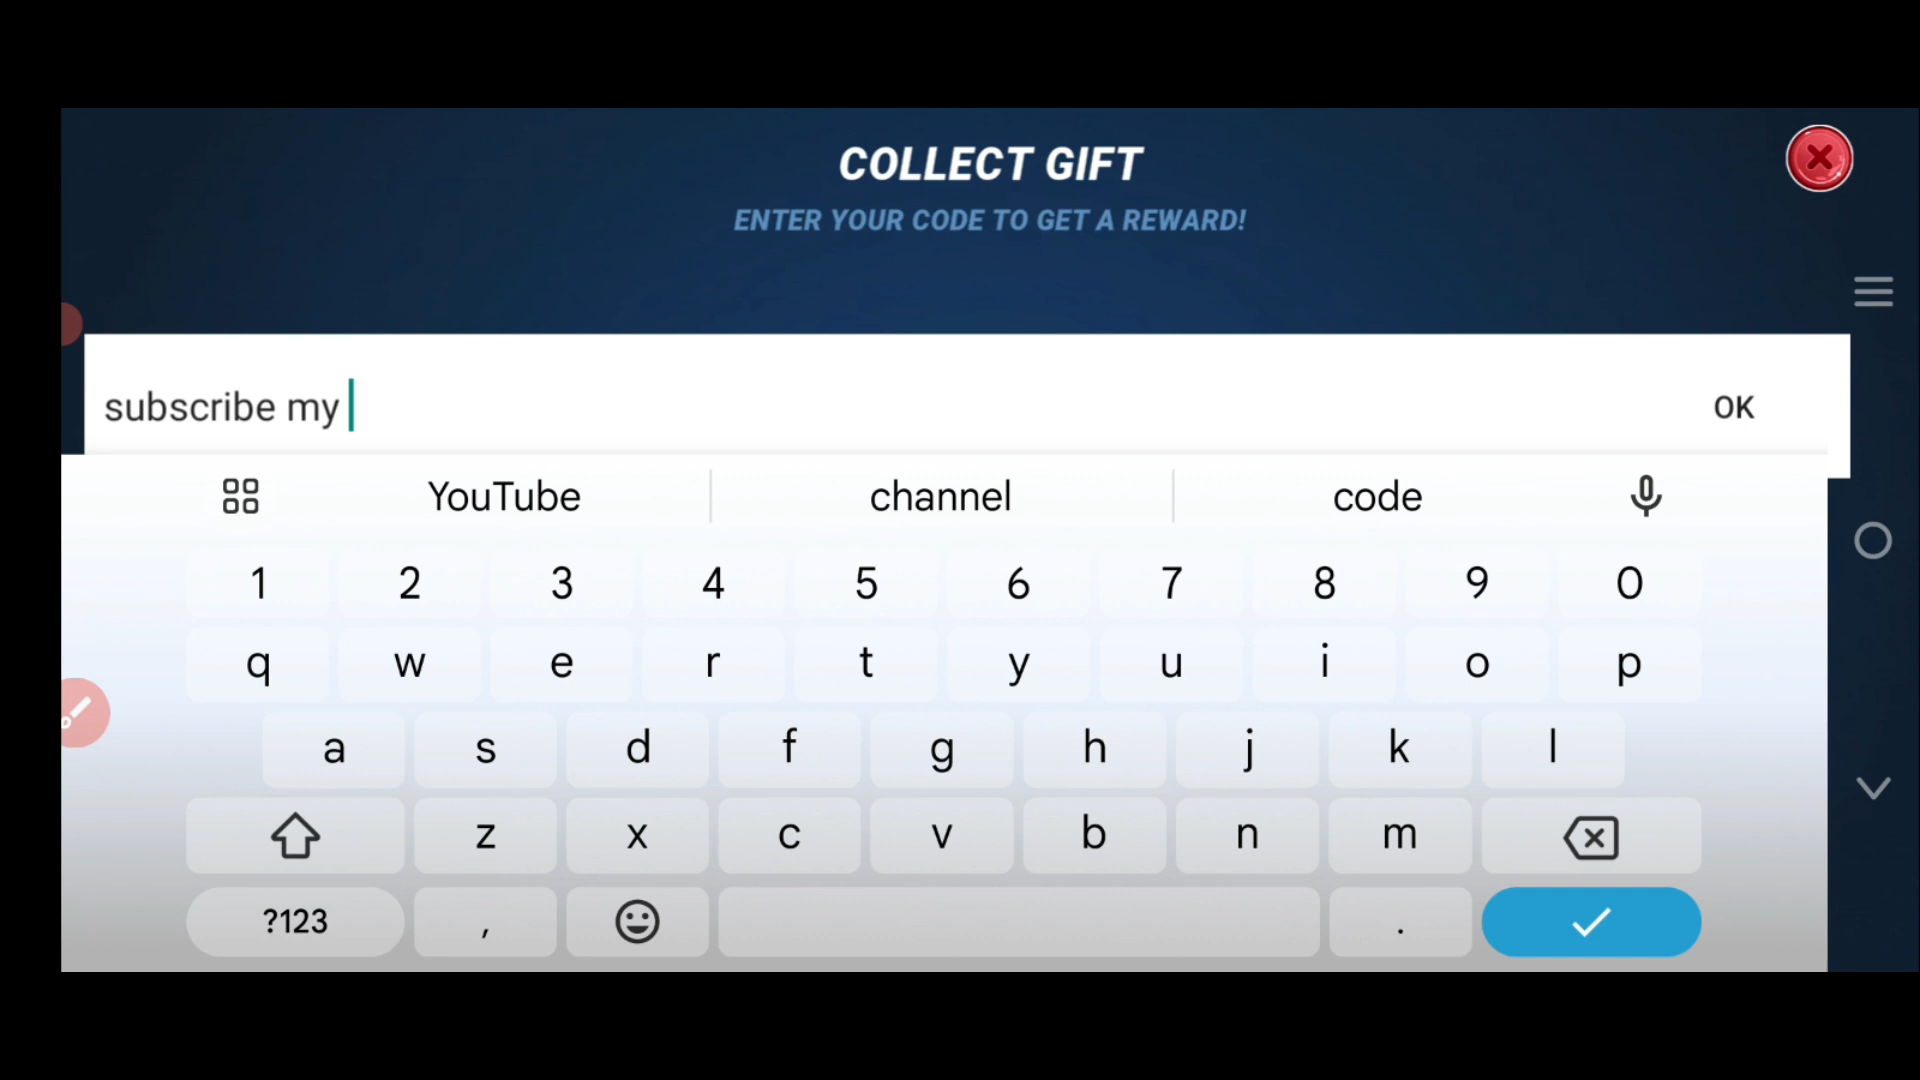 COLLECT GIFT
ENTER YOUR CODE TO GET A REWARD!
subscribe my
OK
YouTube channel code
1 2 3 4 5 6 7 8 9 0
q w e r t y u i o p
a s d f g h j k l
z x c v b n m
?123 , .